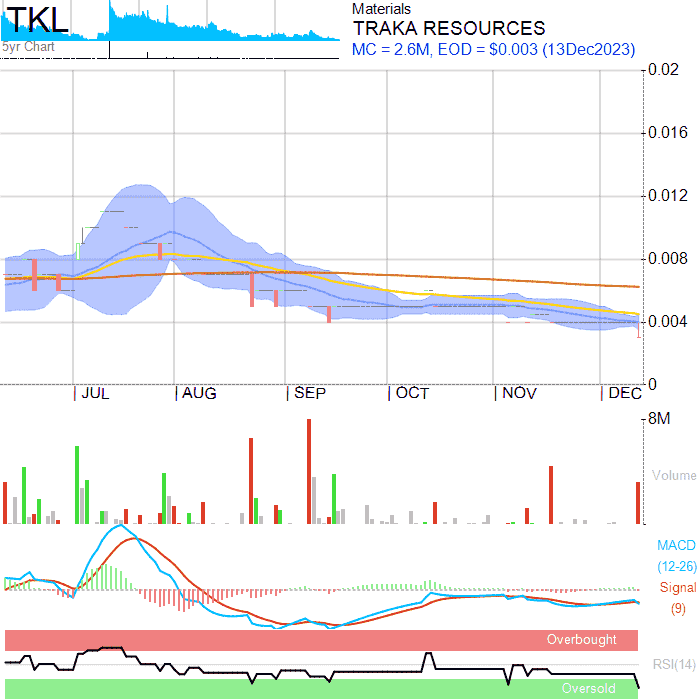 TKL
5yr Chart
Materials
TRAKA RESOURCES
MC = 2.6M, EOD = $0.003 (13Dec2023)
0.02
0.016
0.012
0.008
0.004
0
JUL
AUG
SEP
OCT
NOV
DEC
8M
Volume
MACD
(12-26)
Signal
(9)
Overbought
RSI(14)
Oversold